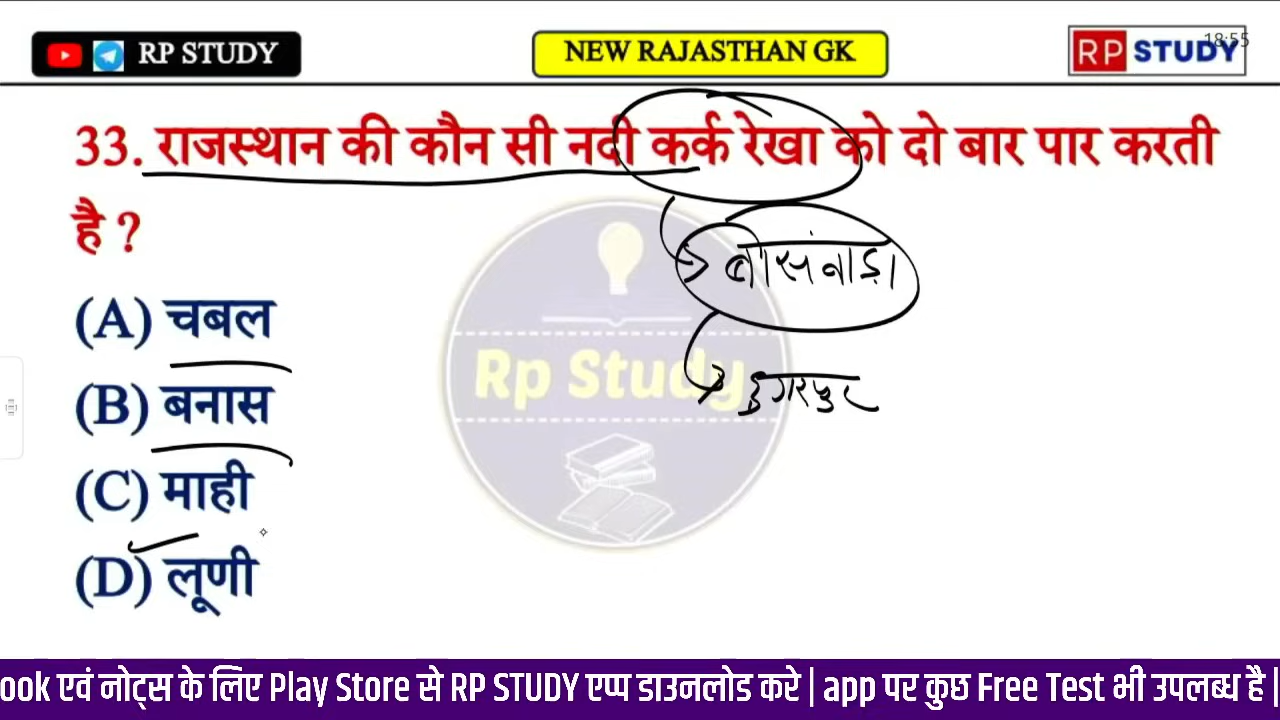 RP STUDY
NEW RAJASTHAN GK
RP STUDY
18:55
33. राजस्थान की कौन सी नदी कर्क रेखा को दो बार पार करती
है ?
बांसवाड़ा
(A) चबल
Rp Study
डुगरपुर
(B) बनास
(C) माही
(D) लूणी
ook एवं नोट्स के लिए Play Store से RP STUDY एप्प डाउनलोड करे | app पर कुछ Free Test भी उपलब्ध है |